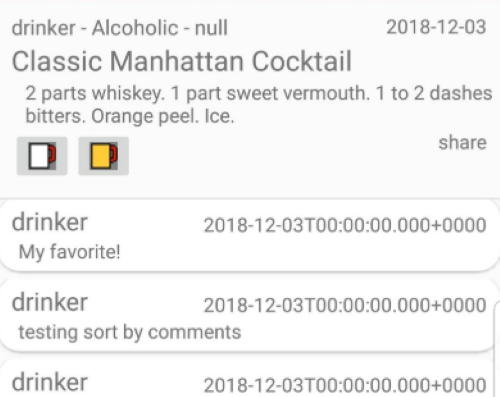 drinker - Alcoholic - null 2018-12-03
Classic Manhattan Cocktail
2 parts whiskey. 1 part sweet vermouth. 1 to 2 dashes
bitters. Orange peel. Ice.
share
drinker 2018-12-03T00:00:00.000+0000
My favorite!
drinker 2018-12-03T00:00:00.000+0000
testing sort by comments
drinker 2018-12-03T00:00:00.000+0000